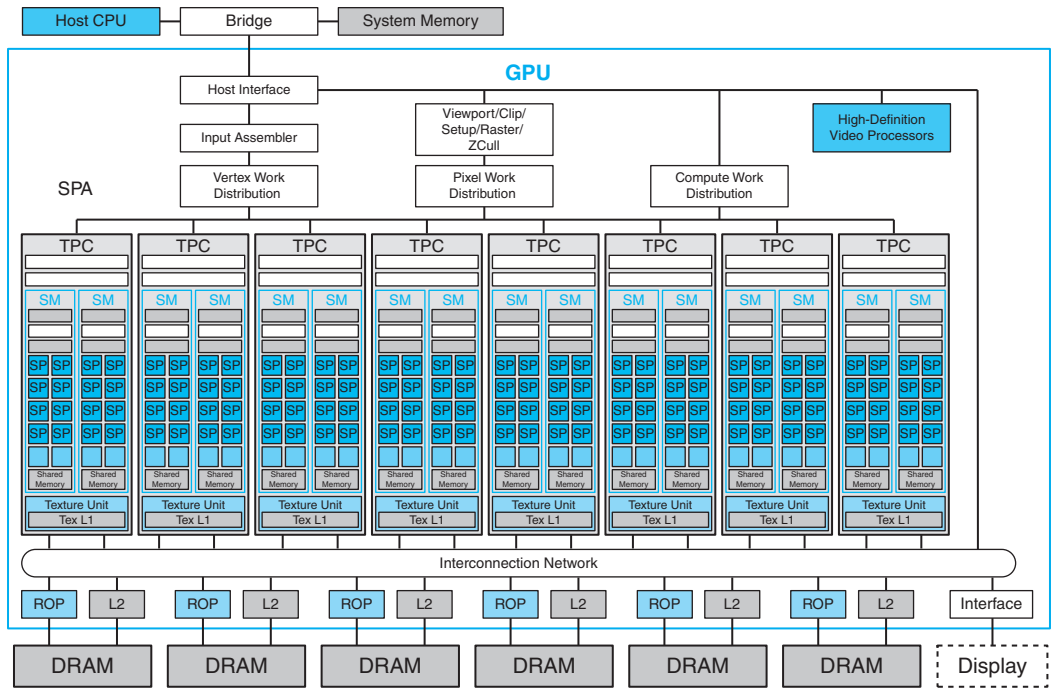 Host CPU
Bridge
System Memory
GPU
Host Interface
Input Assembler
Viewport/Clip/
Setup/Raster/
ZCull
High-Definition
Video Processors
SPA
Vertex Work
Distribution
Pixel Work
Distribution
Compute Work
Distribution
TPC TPC TPC TPC TPC TPC TPC TPC
SM SM SM SM SM SM SM SM SM SM SM SM SM SM SM SM
SP SP SP SP SP SP SP SP SP SP SP SP SP SP SP SP SP SP SP SP SP SP SP SP SP SP SP SP SP SP SP SP
SP SP SP SP SP SP SP SP SP SP SP SP SP SP SP SP SP SP SP SP SP SP SP SP SP SP SP SP SP SP SP SP
SP SP SP SP SP SP SP SP SP SP SP SP SP SP SP SP SP SP SP SP SP SP SP SP SP SP SP SP SP SP SP SP
SP SP SP SP SP SP SP SP SP SP SP SP SP SP SP SP SP SP SP SP SP SP SP SP SP SP SP SP SP SP SP SP
Shared Shared Shared Shared Shared Shared Shared Shared Shared Shared Shared Shared Shared Shared Shared Shared
Memory Memory Memory Memory Memory Memory Memory Memory Memory Memory Memory Memory Memory Memory Memory Memory
Texture Unit Texture Unit Texture Unit Texture Unit Texture Unit Texture Unit Texture Unit Texture Unit
Tex L1 Tex L1 Tex L1 Tex L1 Tex L1 Tex L1 Tex L1 Tex L1
Interconnection Network
ROP L2 ROP L2 ROP L2 ROP L2 ROP L2 ROP L2 Interface
DRAM DRAM DRAM DRAM DRAM DRAM Display